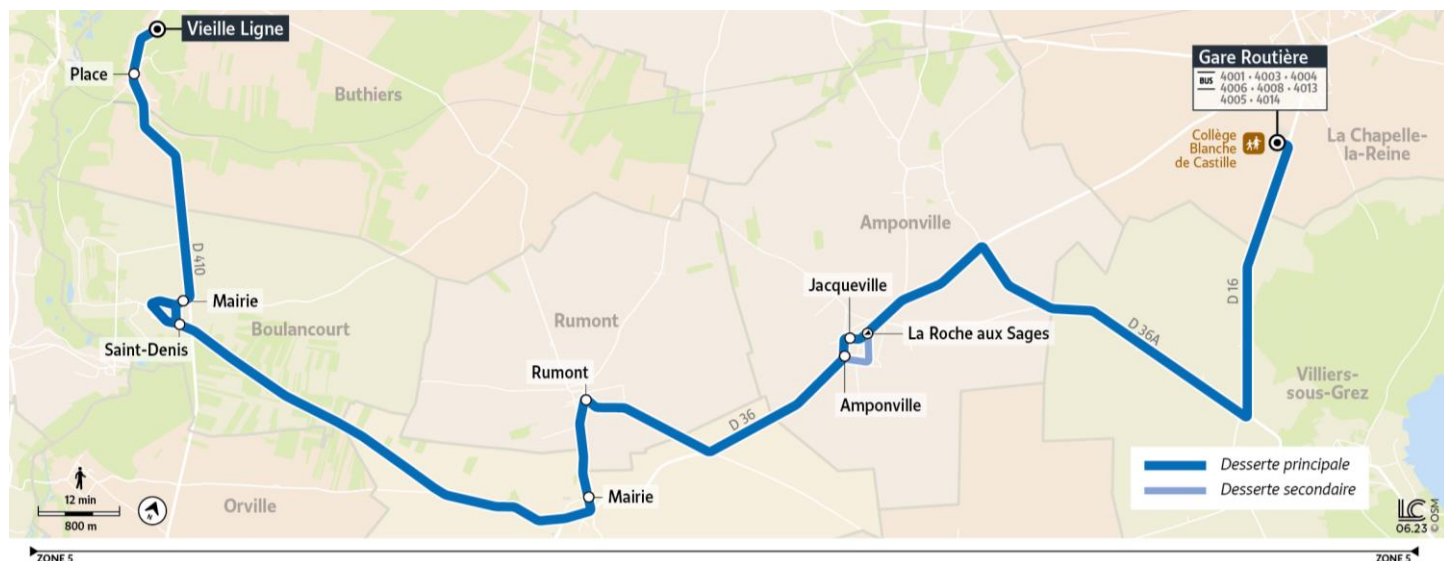 Vieille Ligne
Place
Buthiers
Gare Routière
BUS
4001 • 4003 • 4004
4006 • 4008 • 4013
4005 • 4014
Collège
Blanche
de Castille
La Chapelle-
la-Reine
D 410
Mairie
Saint-Denis
Boulancourt
Rumont
Amponville
Jacqueville
La Roche aux Sages
Amponville
Rumont
D 36
D 36A
D 16
Villiers-
sous-Grez
Mairie
Orville
12 min
800 m
N
Desserte principale
Desserte secondaire
LC
06.23
© OSM
ZONE 5
ZONE 5